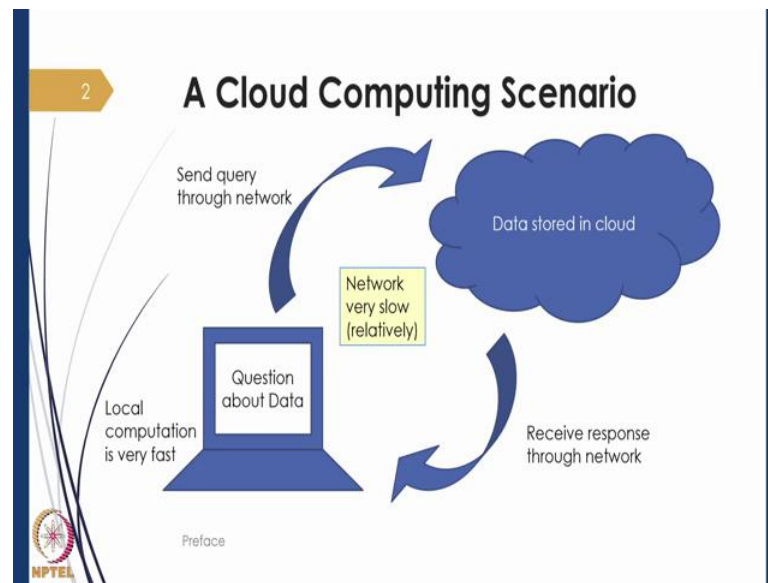 2
A Cloud Computing Scenario
Send query
through network
Data stored in cloud
Network
very slow
(relatively)
Question
about Data
Local
computation
is very fast
Receive response
through network
Preface
NPTEL